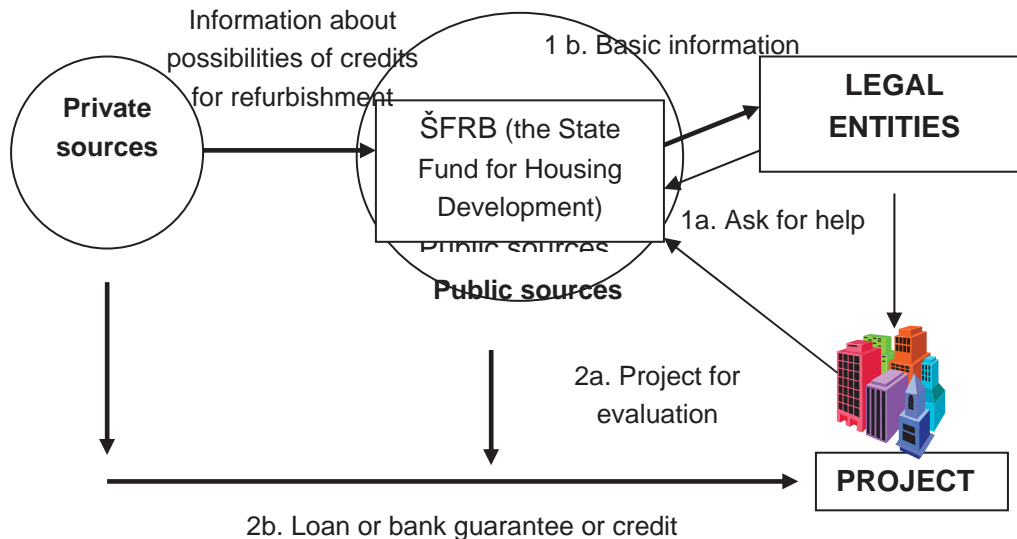 Information about
possibilities of credits
for refurbishment
Private
sources
1 b. Basic information
ŠFRB (the State
Fund for Housing
Development)
Public sources
Public sources
LEGAL
ENTITIES
1a. Ask for help
2a. Project for
evaluation
PROJECT
2b. Loan or bank guarantee or credit